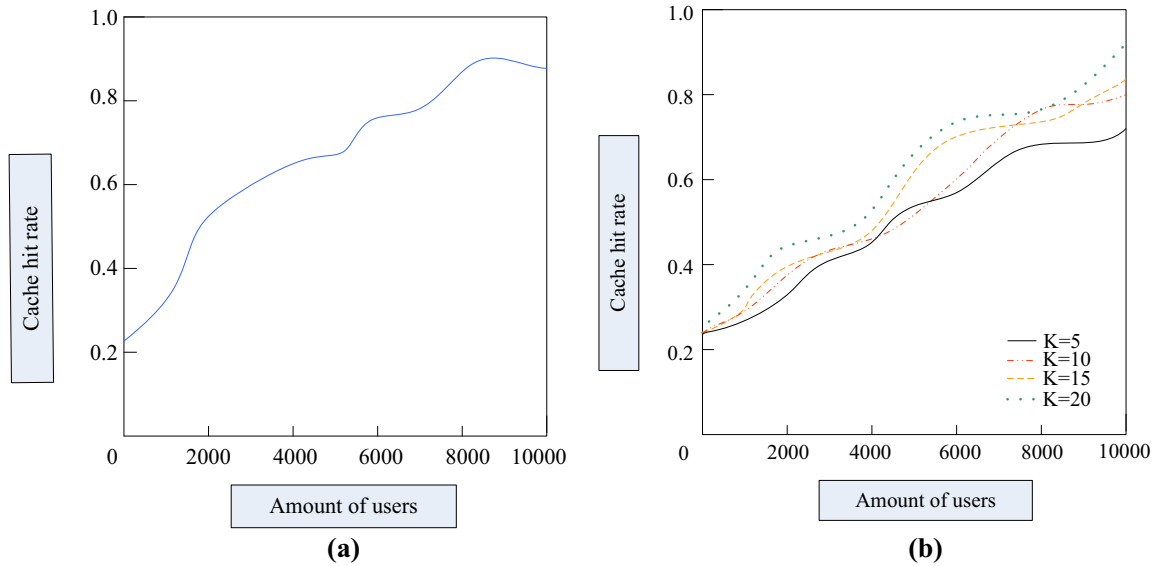 1.0
0.8
0.6
0.4
0.2
0
2000
4000
6000
8000
10000
Cache hit rate
Amount of users
(a)
1.0
0.8
0.6
0.4
0.2
0
2000
4000
6000
8000
10000
Cache hit rate
K=5
K=10
K=15
K=20
Amount of users
(b)